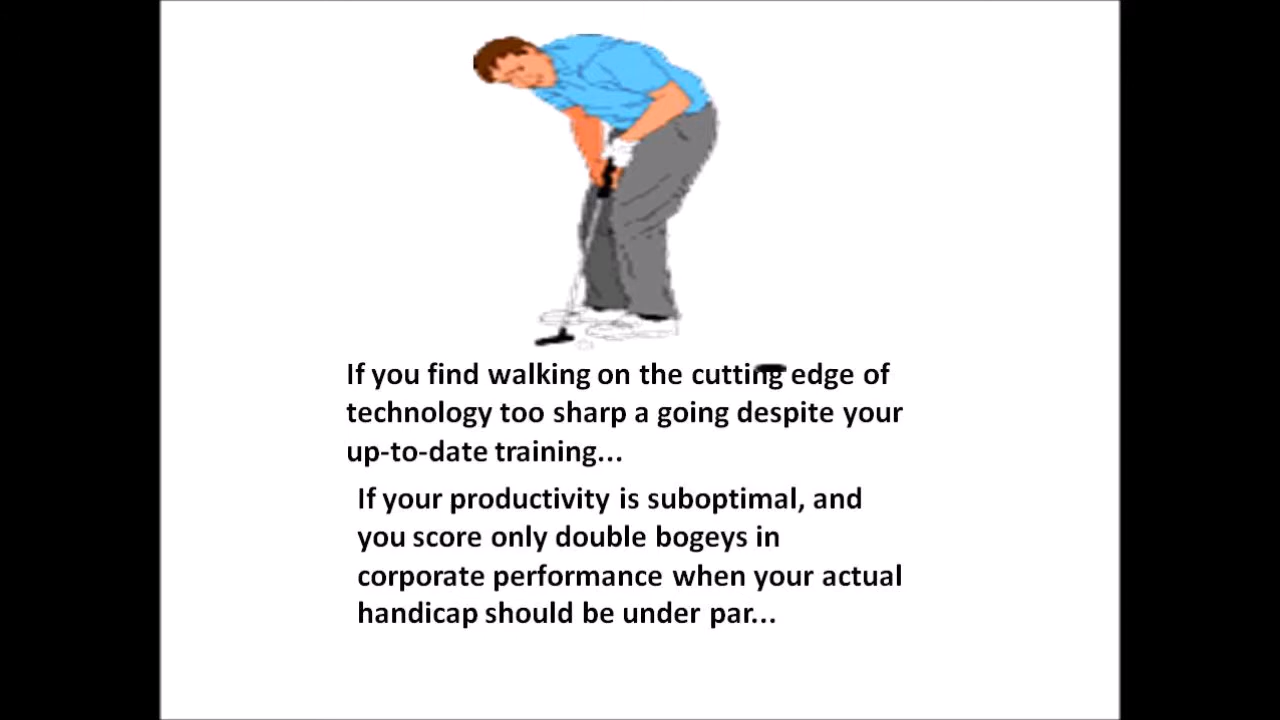 If you find walking on the cutting edge of
technology too sharp a going despite your
up-to-date training...
If your productivity is suboptimal, and
you score only double bogeys in
corporate performance when your actual
handicap should be under par...